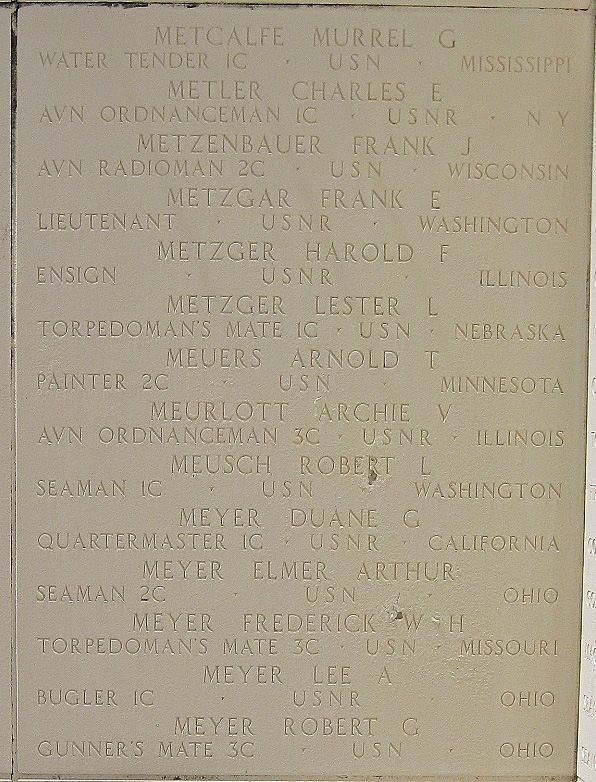 METCALFE MURREL G
WATER TENDER 1C · USN · MISSISSIPPI
METLER CHARLES E
AVN ORDNANCEMAN 1C · USNR · N Y
METZENBAUER FRANK J
AVN RADIOMAN 2C · USN · WISCONSIN
METZGAR FRANK E
LIEUTENANT · USNR · WASHINGTON
METZGER HAROLD F
ENSIGN · USNR · ILLINOIS
METZGER LESTER L
TORPEDOMAN'S MATE 1C · USN · NEBRASKA
MEUERS ARNOLD T
PAINTER 2C · USN · MINNESOTA
MEURLOTT ARCHIE V
AVN ORDNANCEMAN 3C · USNR · ILLINOIS
MEUSCH ROBERT L
SEAMAN 1C · USN · WASHINGTON
MEYER DUANE G
QUARTERMASTER 1C · USNR · CALIFORNIA
MEYER ELMER ARTHUR
SEAMAN 2C · USN · OHIO
MEYER FREDERICK W H
TORPEDOMAN'S MATE 3C · USN · MISSOURI
MEYER LEE A
BUGLER 1C · USNR · OHIO
MEYER ROBERT G
GUNNER'S MATE 3C · USN · OHIO